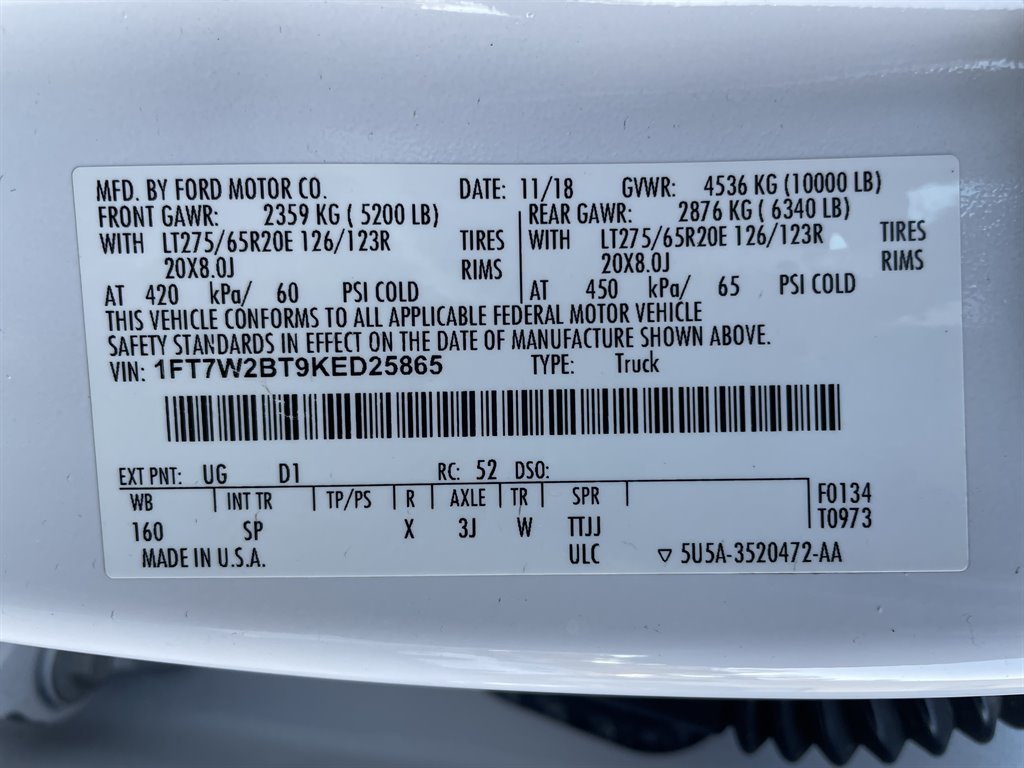 MFD. BY FORD MOTOR CO. DATE: 11/18 GVWR: 4536 KG (10000 LB)
FRONT GAWR: 2359 KG ( 5200 LB) REAR GAWR: 2876 KG ( 6340 LB)
WITH LT275/65R20E 126/123R TIRES WITH LT275/65R20E 126/123R TIRES
20X8.0J RIMS 20X8.0J RIMS
AT 420 kPa/ 60 PSI COLD AT 450 kPa/ 65 PSI COLD
THIS VEHICLE CONFORMS TO ALL APPLICABLE FEDERAL MOTOR VEHICLE
SAFETY STANDARDS IN EFFECT ON THE DATE OF MANUFACTURE SHOWN ABOVE.
VIN: 1FT7W2BT9KED25865 TYPE: Truck
EXT PNT: UG D1 RC: 52 DSO:
WB INT TR TP/PS R AXLE TR SPR F0134
160 SP X 3J W TTJJ T0973
MADE IN U.S.A. ULC ▽ 5U5A-3520472-AA